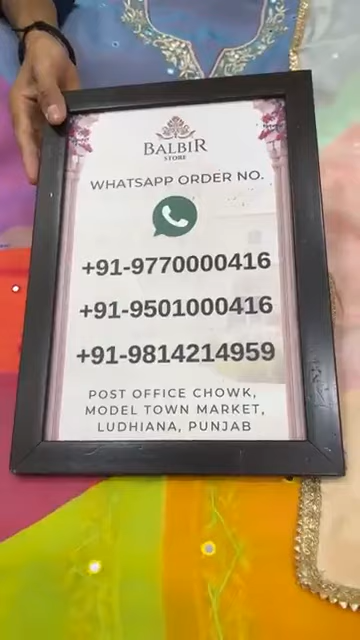 BALBIR
STORE
WHATSAPP ORDER NO.
+91-9770000416
+91-9501000416
+91-9814214959
POST OFFICE CHOWK,
MODEL TOWN MARKET,
LUDHIANA, PUNJAB